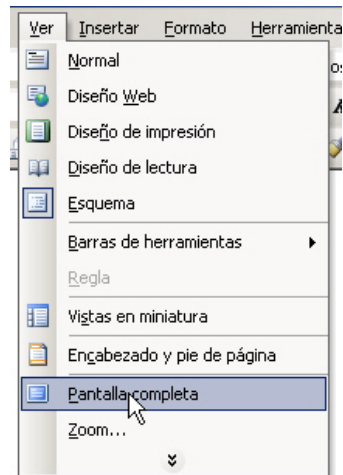 Ver Insertar Formato Herramienta
Normal
Diseño Web
Diseño de impresión
Diseño de lectura
Esquema
Barras de herramientas
Regla
Vistas en miniatura
Encabezado y pie de página
Pantalla completa
Zoom...